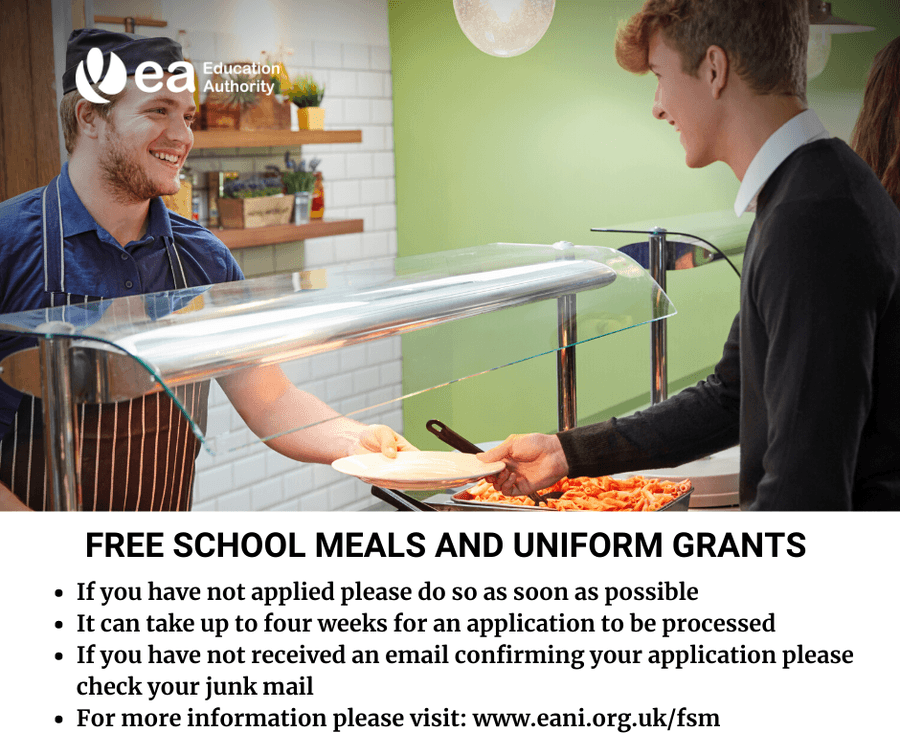 ea Education
Authority
FREE SCHOOL MEALS AND UNIFORM GRANTS
• If you have not applied please do so as soon as possible
• It can take up to four weeks for an application to be processed
• If you have not received an email confirming your application please
check your junk mail
• For more information please visit: www.eani.org.uk/fsm